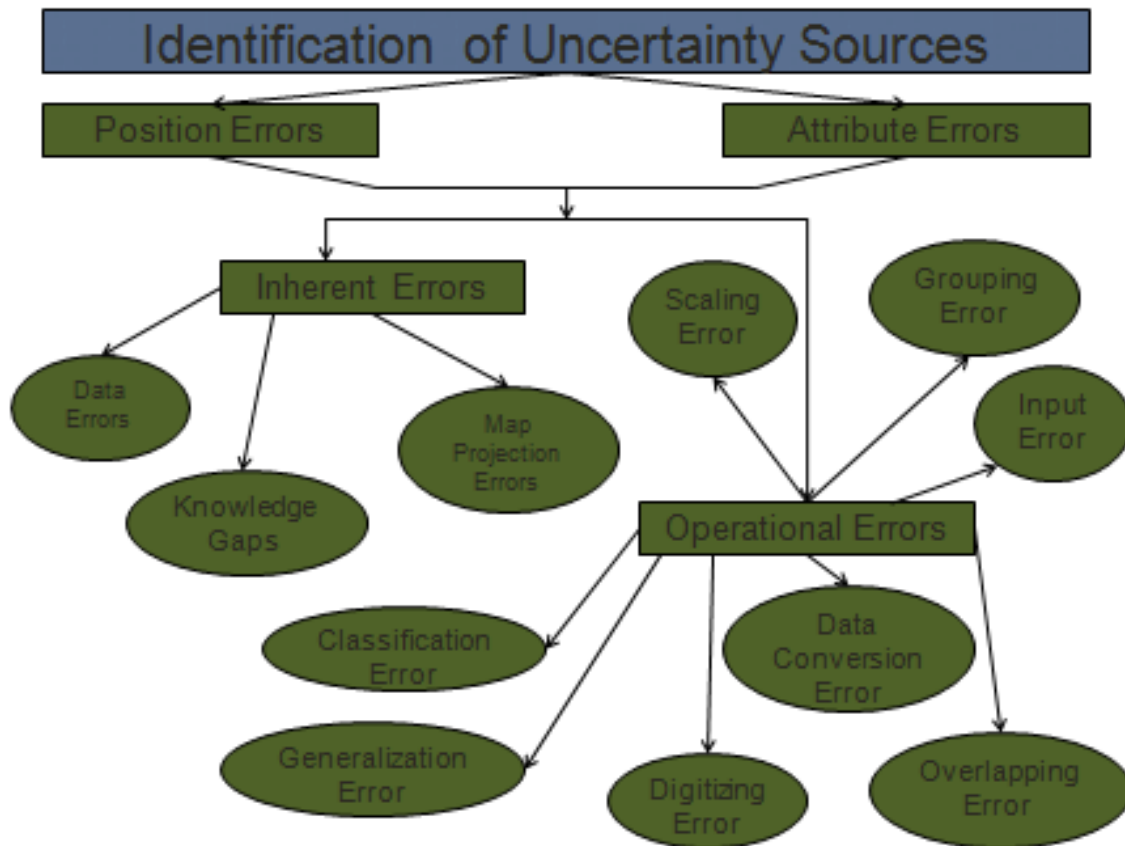 Identification of Uncertainty Sources
Position Errors
Attribute Errors
Inherent Errors
Scaling
Error
Grouping
Error
Data
Errors
Map
Projection
Errors
Input
Error
Knowledge
Gaps
Operational Errors
Classification
Error
Data
Conversion
Error
Generalization
Error
Digitizing
Error
Overlapping
Error